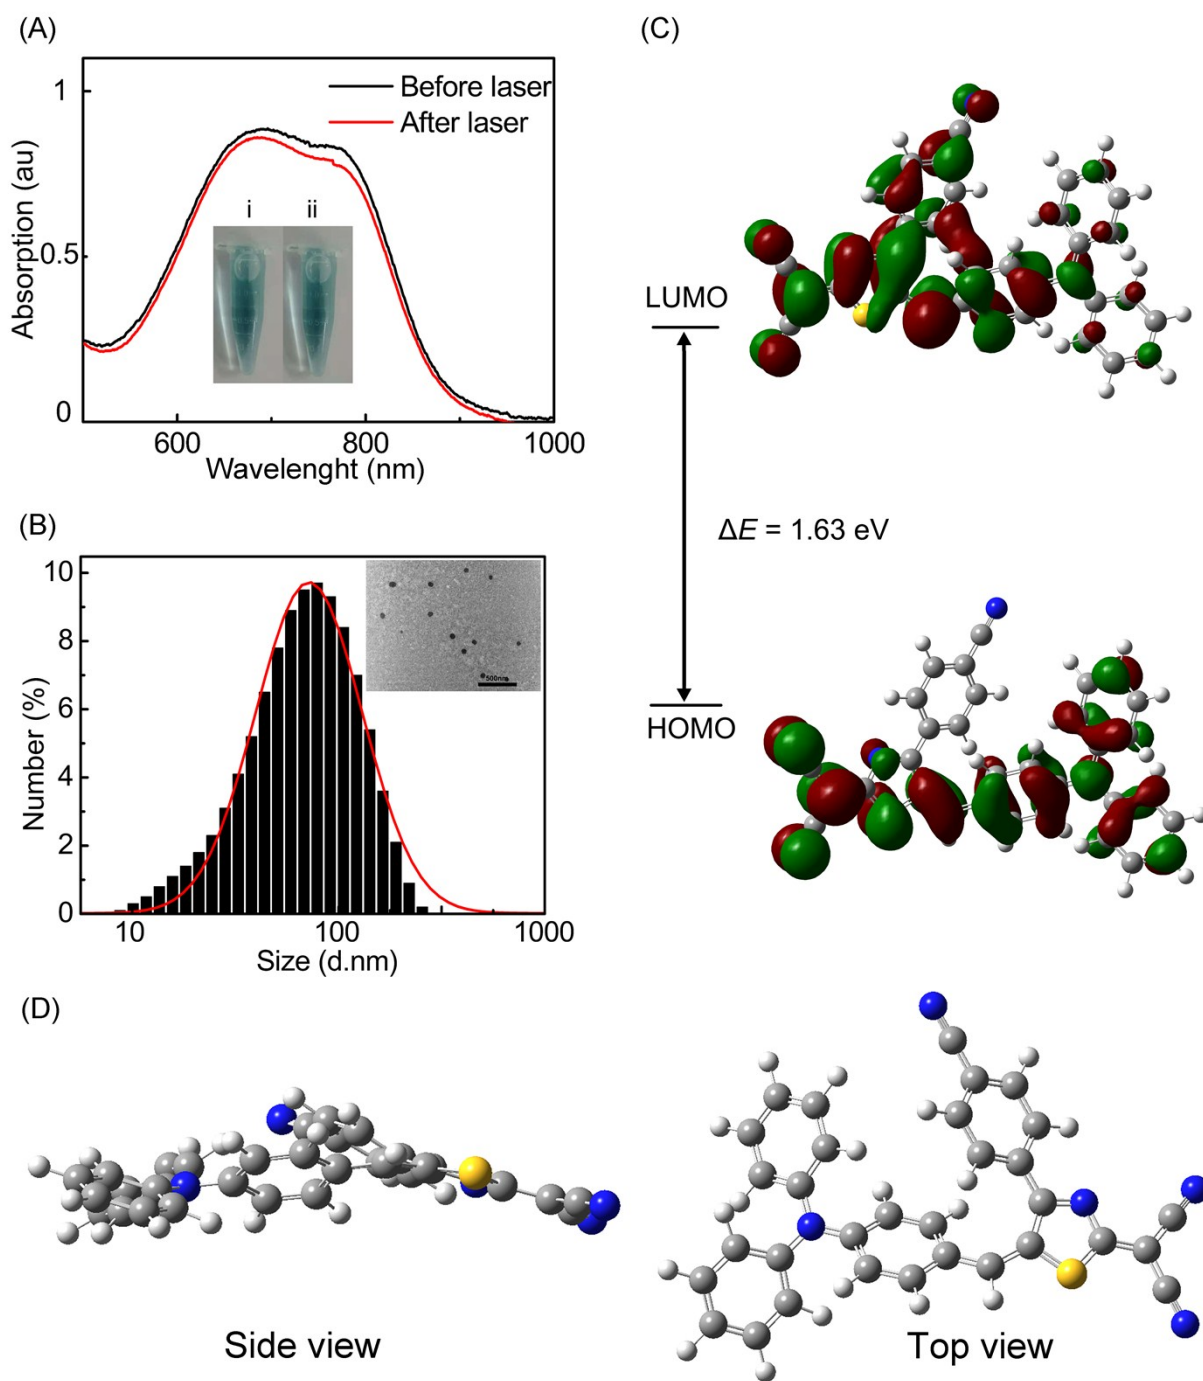 (A)
1
Before laser
After laser
Absorption (au)
i
ii
0.5
0
600
800
1000
Wavelenght (nm)
(B)
10
8
6
4
2
0
Number (%)
500nm
10
100
1000
Size (d.nm)
(C)
LUMO
ΔE = 1.63 eV
HOMO
(D)
Side view
Top view